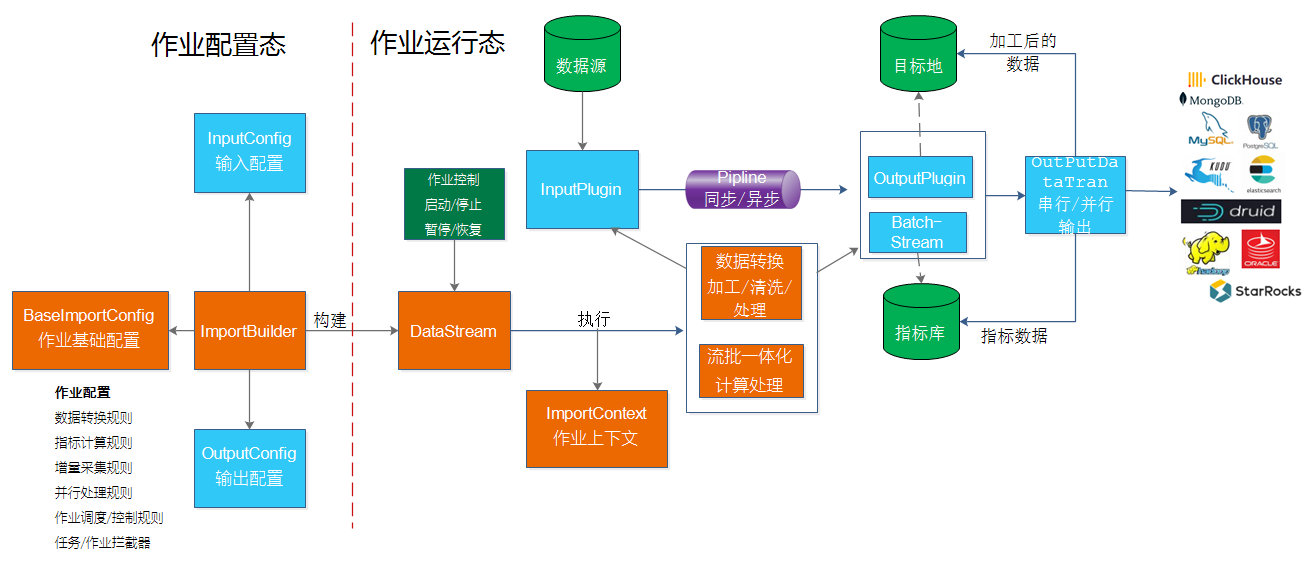 作业配置态
作业运行态
数据源
目标地
加工后的
数据
ClickHouse
MongoDB.
MySQL
PostgreSQL
KUDU
elasticsearch
druid
hadoop
ORACLE
StarRocks
InputConfig
输入配置
作业控制
启动/停止
暂停/恢复
InputPlugin
Pipline
同步/异步
OutputPlugin
Batch-
Stream
OutPutDa
taTran
串行/并行
输出
数据转换
加工/清洗/
处理
BaseImportConfig
作业基础配置
ImportBuilder
构建
DataStream
执行
指标库
指标数据
流批一体化
计算处理
ImportContext
作业上下文
作业配置
数据转换规则
指标计算规则
增量采集规则
并行处理规则
作业调度/控制规则
任务/作业拦截器
OutputConfig
输出配置